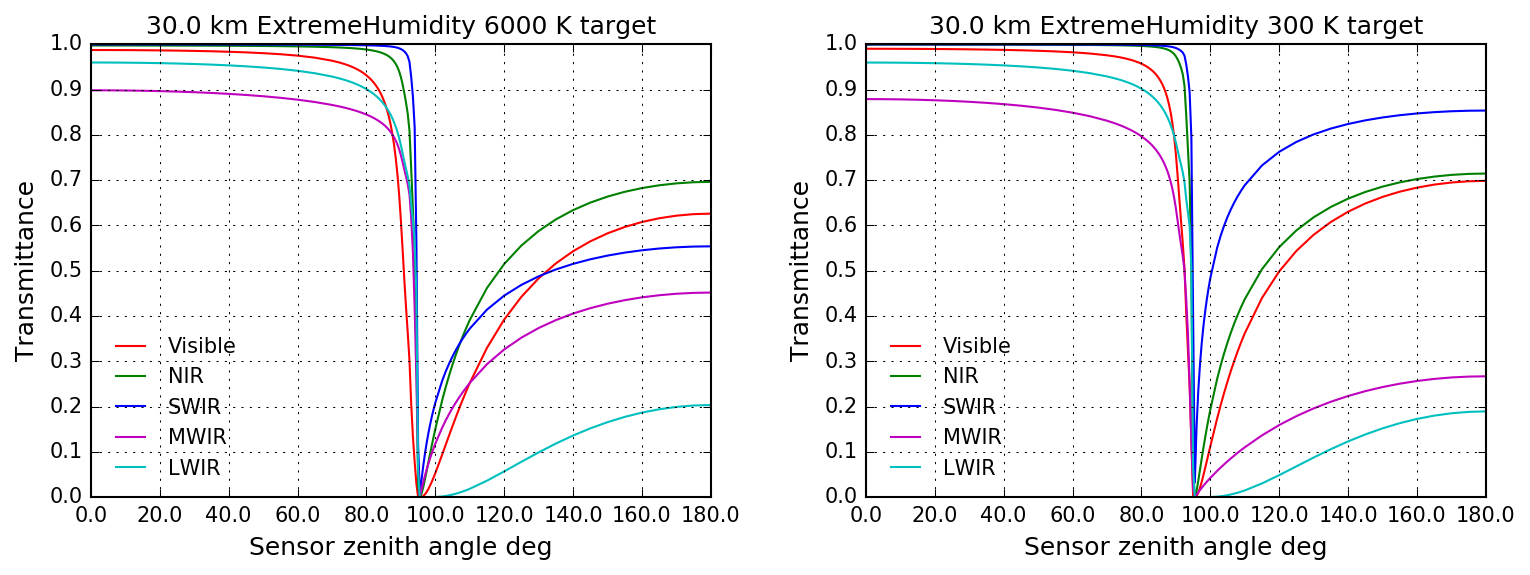 30.0 km ExtremeHumidity 6000 K target
Transmittance
1.0
0.9
0.8
0.7
0.6
0.5
0.4
0.3
0.2
0.1
0.0
Visible
NIR
SWIR
MWIR
LWIR
0.0 20.0 40.0 60.0 80.0 100.0 120.0 140.0 160.0 180.0
Sensor zenith angle deg
30.0 km ExtremeHumidity 300 K target
Transmittance
1.0
0.9
0.8
0.7
0.6
0.5
0.4
0.3
0.2
0.1
0.0
Visible
NIR
SWIR
MWIR
LWIR
0.0 20.0 40.0 60.0 80.0 100.0 120.0 140.0 160.0 180.0
Sensor zenith angle deg